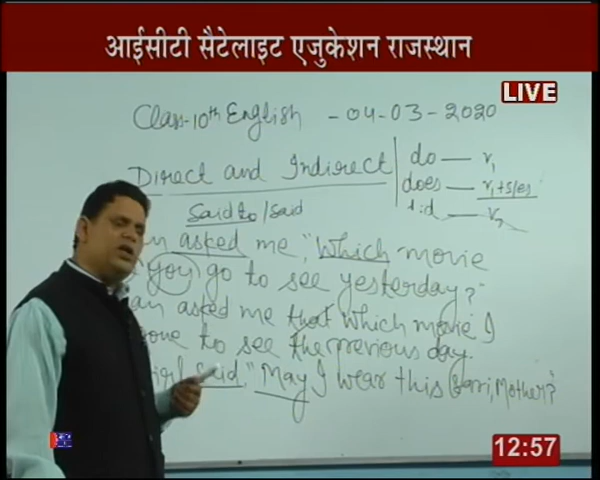 आईसीटी सैटेलाइट एजुकेशन राजस्थान
LIVE
Class-10th English - 04-03-2020
Direct and Indirect
do — V1
does — V1+s/es
did — V2
Said to/Said
asked me, "Which movie
you go to see yesterday?"
asked me that which movie I
to see the previous day.
Said, "May I wear this Sarri, Mother?
12:57